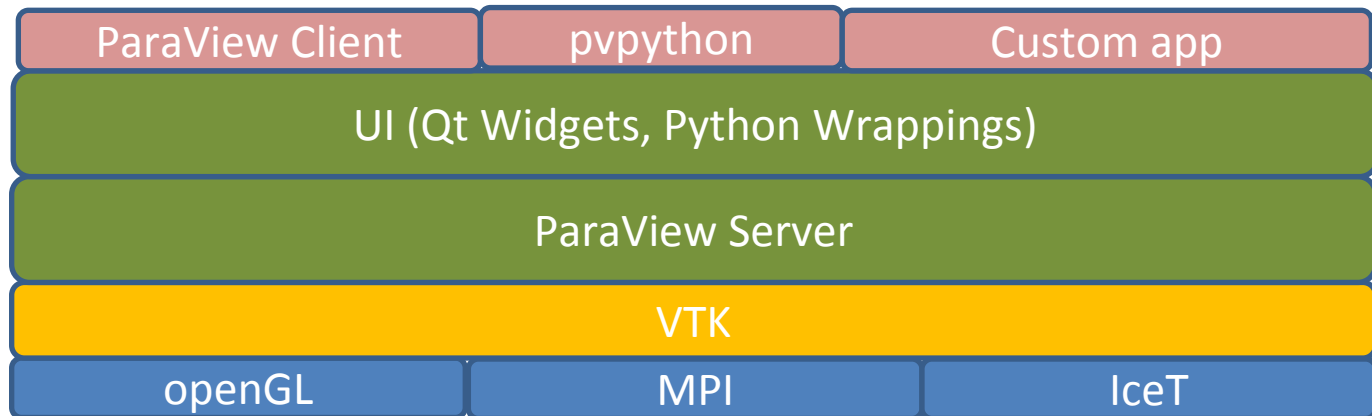 ParaView Client
pvpython
Custom app
UI (Qt Widgets, Python Wrappings)
ParaView Server
VTK
openGL
MPI
IceT